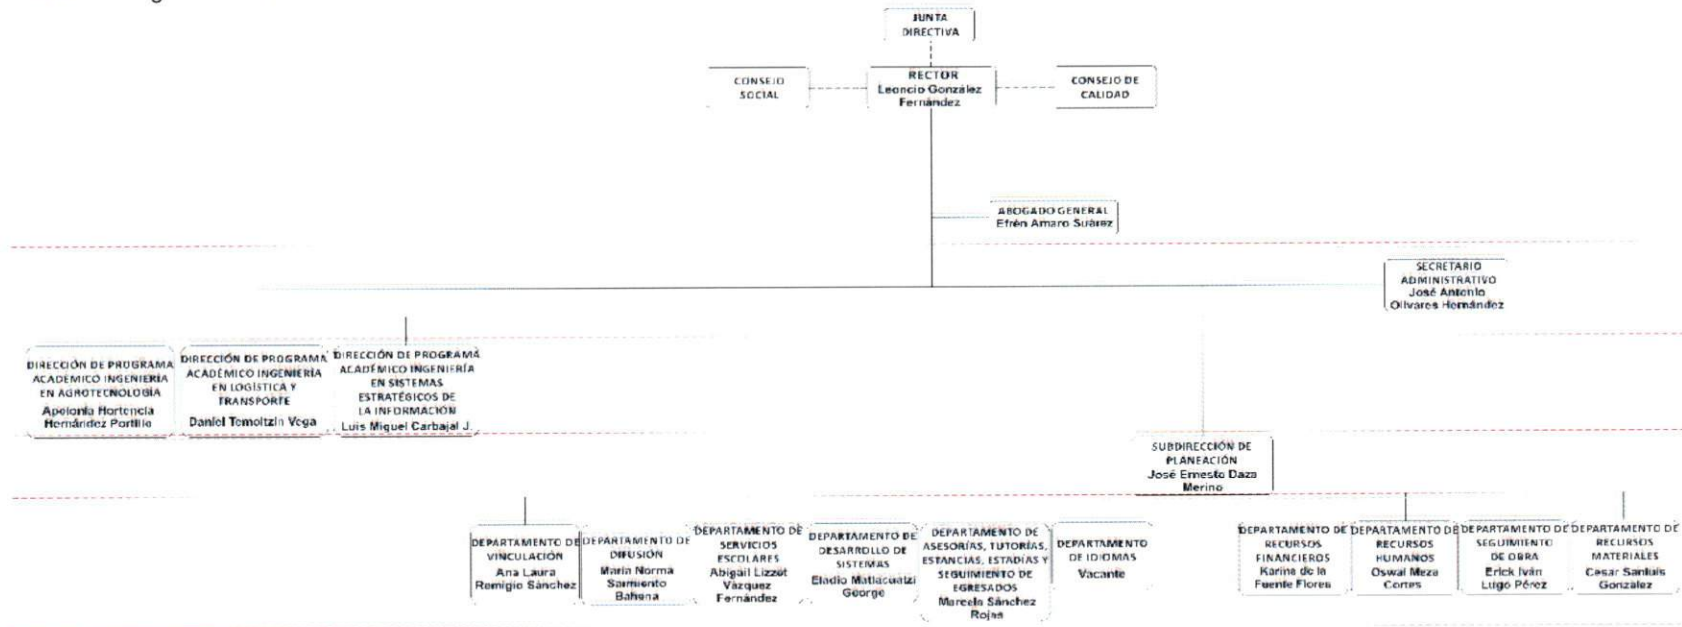 JUNTA
DIRECTIVA
CONSEJO
SOCIAL
RECTOR
Leoncio González
Fernández
CONSEJO DE
CALIDAD
ABOGADO GENERAL
Efrén Amaro Suárez
SECRETARIO
ADMINISTRATIVO
José Antonio
Olivares Hernández
DIRECCIÓN DE PROGRAMA
ACADÉMICO INGENIERÍA
EN AGROTECNOLOGÍA
Apolonia Hortencia
Hernández Portillo
DIRECCIÓN DE PROGRAMA
ACADÉMICO INGENIERÍA
EN LOGÍSTICA Y
TRANSPORTE
Daniel Temoltzin Vega
DIRECCIÓN DE PROGRAMA
ACADÉMICO INGENIERÍA
EN SISTEMAS
ESTRATÉGICOS DE
LA INFORMACIÓN
Luis Miguel Carbajal J.
SUBDIRECCIÓN DE
PLANEACIÓN
José Ernesto Daza
Merino
DEPARTAMENTO DE
VINCULACIÓN
Ana Laura
Remigio Sánchez
DEPARTAMENTO DE
DIFUSIÓN
María Norma
Sarmiento
Bahena
DEPARTAMENTO DE
SERVICIOS
ESCOLARES
Abigail Lizzét
Vázquez
Fernández
DEPARTAMENTO DE
DESARROLLO DE
SISTEMAS
Eladio Matlacuatzi
George
DEPARTAMENTO DE
ASESORÍAS, TUTORÍAS,
ESTANCIAS, ESTADÍAS Y
SEGUIMIENTO DE
EGRESADOS
Marcela Sánchez
Rojas
DEPARTAMENTO
DE IDIOMAS
Vacante
DEPARTAMENTO DE
RECURSOS
FINANCIEROS
Karina de la
Fuente Flores
DEPARTAMENTO DE
RECURSOS
HUMANOS
Oswal Meza
Cortes
DEPARTAMENTO DE
SEGUIMIENTO
DE OBRA
Erick Iván
Lugo Pérez
DEPARTAMENTO DE
RECURSOS
MATERIALES
Cesar Sanluis
González